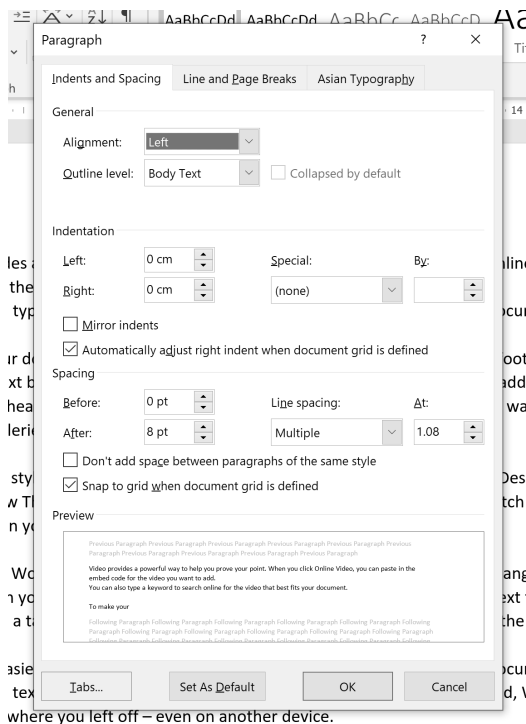 AaBbCcDd AaBbCcDd AaBbCc AaBbCcD
Paragraph ? ×
Indents and Spacing Line and Page Breaks Asian Typography
General
14
Alignment: Left
Outline level: Body Text Collapsed by default
Indentation
Left: 0 cm Special: By:
Right: 0 cm (none)
Mirror indents
Automatically adjust right indent when document grid is defined
Spacing
Before: 0 pt Line spacing: At:
After: 8 pt Multiple 1.08
Don't add space between paragraphs of the same style
Snap to grid when document grid is defined
Preview
Previous Paragraph Previous Paragraph Previous Paragraph Previous Paragraph Previous Paragraph Previous
Paragraph Previous Paragraph Previous Paragraph Previous Paragraph Previous Paragraph
Video provides a powerful way to help you prove your point. When you click Online Video, you can paste in the
embed code for the video you want to add.
You can also type a keyword to search online for the video that best fits your document.
To make your
Following Paragraph Following Paragraph Following Paragraph Following Paragraph Following
Paragraph Following Paragraph Following Paragraph Following Paragraph Following Paragraph
Following Paragraph Following Paragraph Following Paragraph Following Paragraph Following
Tabs... Set As Default OK Cancel
where you left off – even on another device.